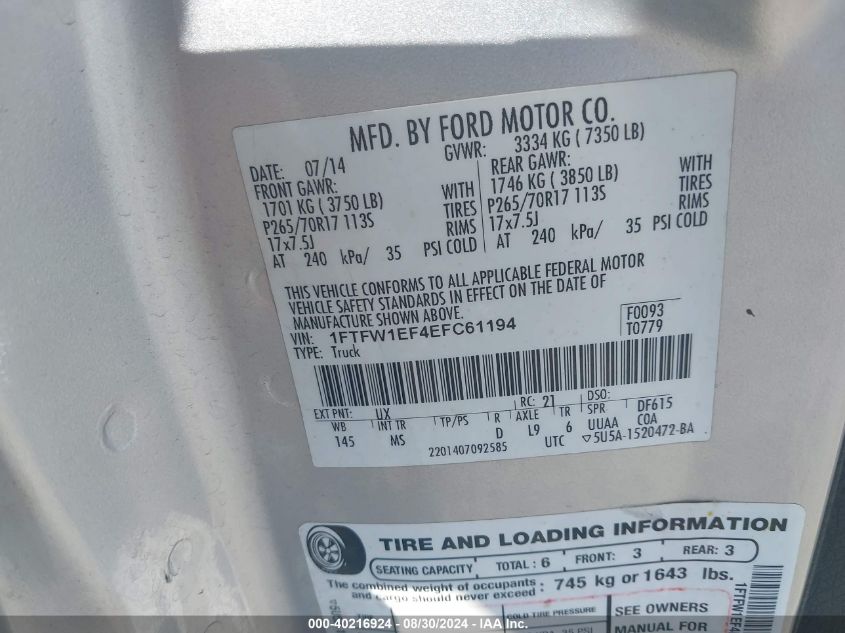 MFD. BY FORD MOTOR CO.
DATE: 07/14
GVWR: 3334 KG ( 7350 LB)
FRONT GAWR:
1701 KG ( 3750 LB)
P265/70R17 113S
17x7.5J
WITH
TIRES
RIMS
AT 240 kPa/ 35 PSI COLD
REAR GAWR:
1746 KG ( 3850 LB)
P265/70R17 113S
17x7.5J
WITH
TIRES
RIMS
AT 240 kPa/ 35 PSI COLD
THIS VEHICLE CONFORMS TO ALL APPLICABLE FEDERAL MOTOR
VEHICLE SAFETY STANDARDS IN EFFECT ON THE DATE OF
MANUFACTURE SHOWN ABOVE.
VIN: 1FTFW1EF4EFC61194
TYPE: Truck
F0093
T0779
EXT PNT: UX RC: 21 DSO:
WB INT TR TP/PS R AXLE TR SPR DF615
145 MS D L9 6 UUAA COA
2201407092585 UTC ▽5U5A-1520472-BA
TIRE AND LOADING INFORMATION
SEATING CAPACITY TOTAL : 6 FRONT: 3 REAR: 3
The combined weight of occupants
and cargo should never exceed : 745 kg or 1643 lbs.
COLD TIRE PRESSURE
SEE OWNERS
MANUAL FOR
1FTFW1EF4
000-40216924 - 08/30/2024 - IAA Inc.